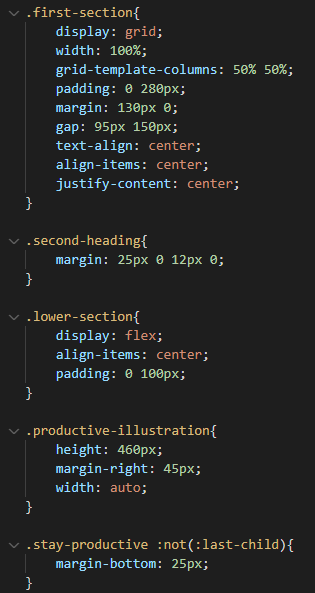 .first-section{
display: grid;
width: 100%;
grid-template-columns: 50% 50%;
padding: 0 280px;
margin: 130px 0;
gap: 95px 150px;
text-align: center;
align-items: center;
justify-content: center;
}
.second-heading{
margin: 25px 0 12px 0;
}
.lower-section{
display: flex;
align-items: center;
padding: 0 100px;
}
.productive-illustration{
height: 460px;
margin-right: 45px;
width: auto;
}
.stay-productive :not(:last-child){
margin-bottom: 25px;
}